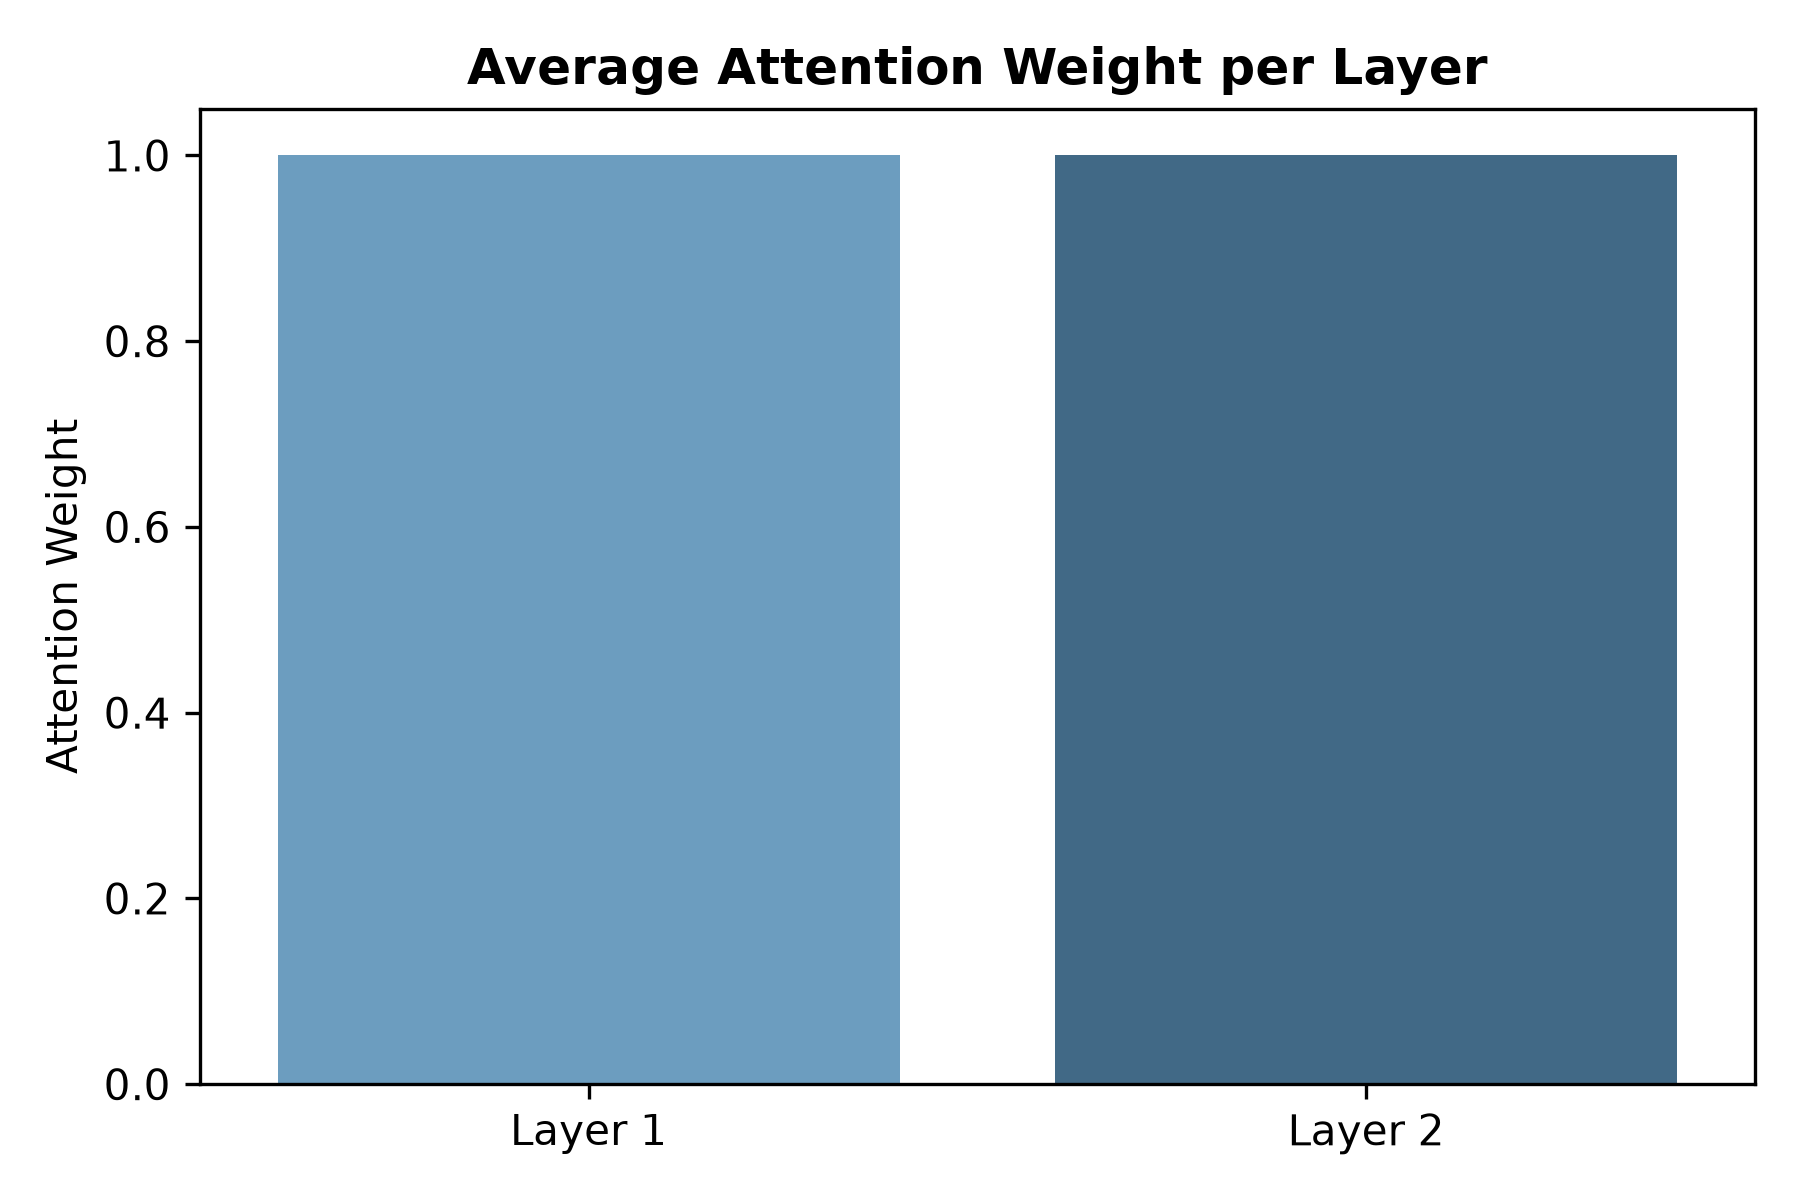 Average Attention Weight per Layer
Attention Weight
1.0
0.8
0.6
0.4
0.2
0.0
Layer 1
Layer 2